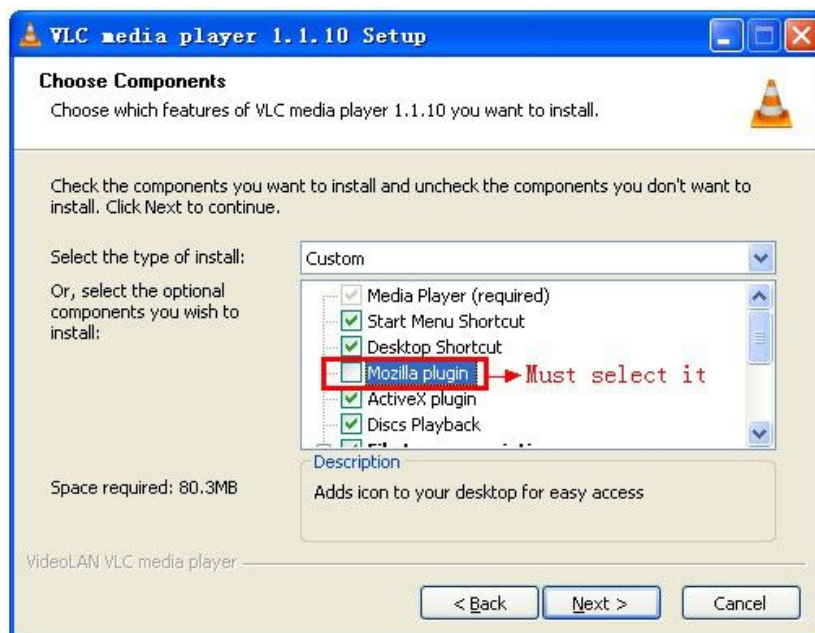 VLC media player 1.1.10 Setup
Choose Components
Choose which features of VLC media player 1.1.10 you want to install.
Check the components you want to install and uncheck the components you don't want to
install. Click Next to continue.
Select the type of install:
Custom
Or, select the optional
components you wish to
install:
Media Player (required)
Start Menu Shortcut
Desktop Shortcut
Mozilla plugin
Must select it
ActiveX plugin
Discs Playback
Description
Space required: 80.3MB
Adds icon to your desktop for easy access
VideoLAN VLC media player
< Back
Next >
Cancel